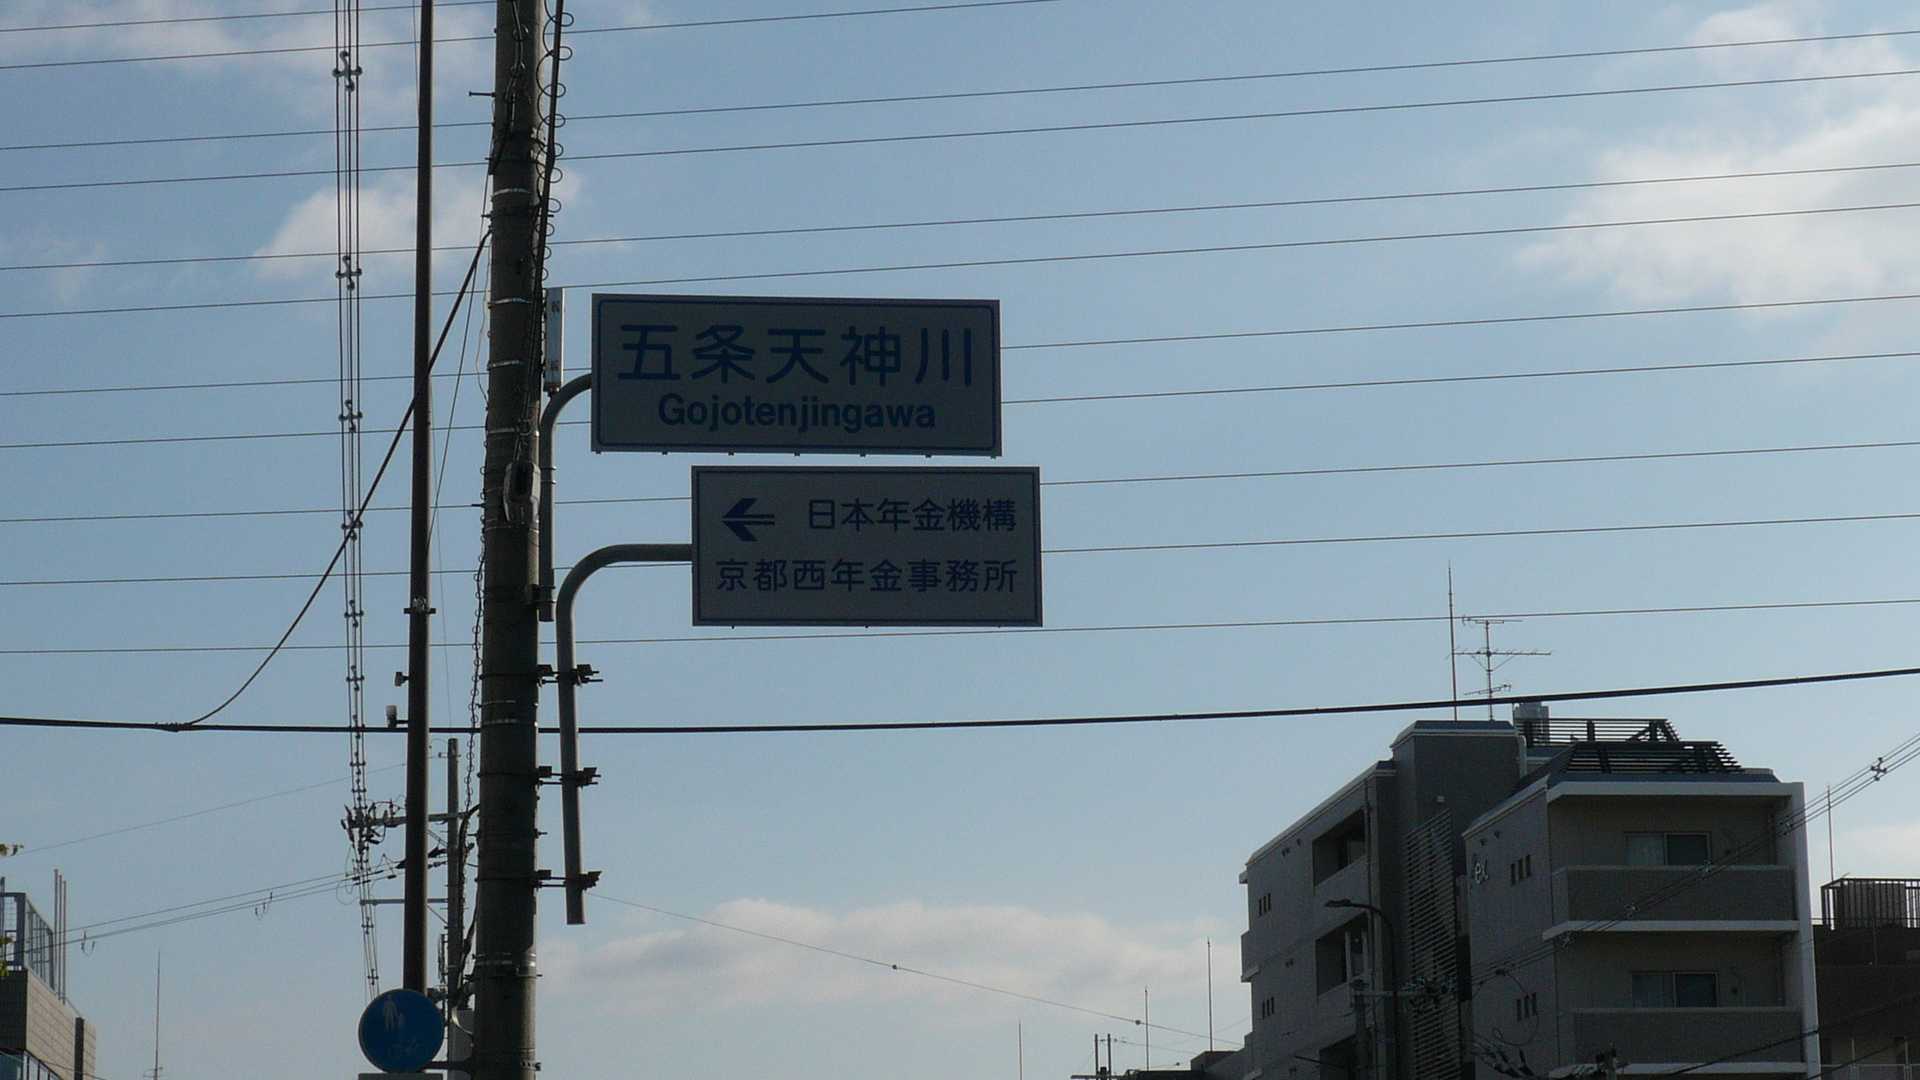 五条天神川
Gojotenjingawa
日本年金機構
京都西年金事務所